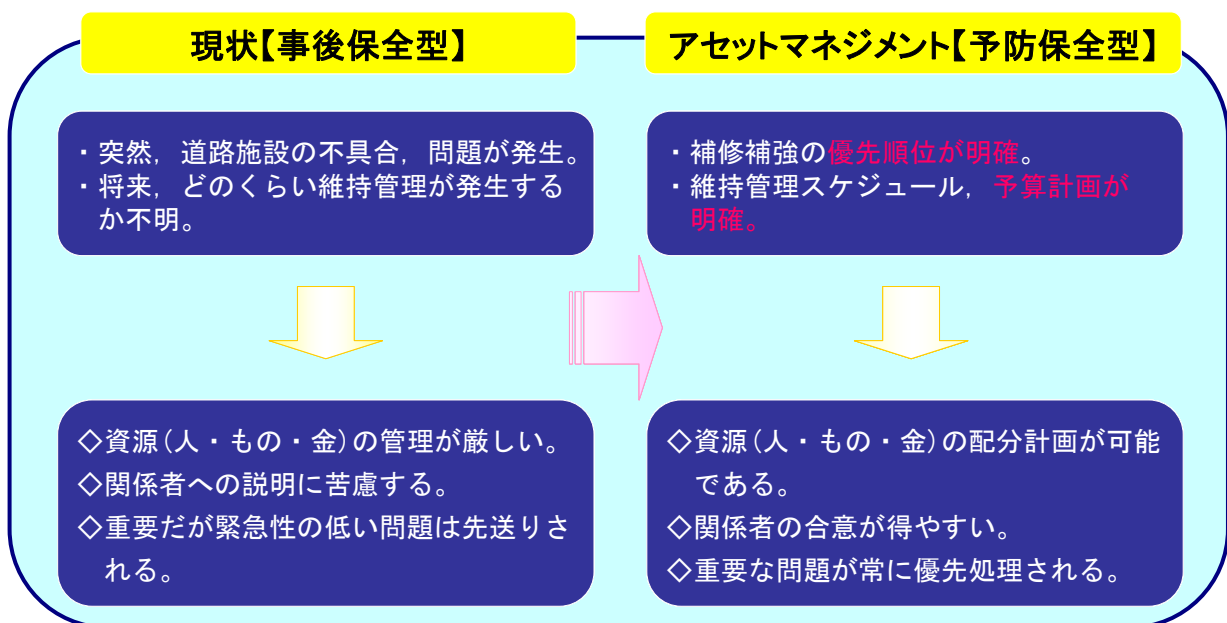 現状【事後保全型】
アセットマネジメント【予防保全型】
・突然，道路施設の不具合，問題が発生。
・将来，どのくらい維持管理が発生する
か不明。
・補修補強の優先順位が明確。
・維持管理スケジュール，予算計画が
明確。
◇資源(人・もの・金)の管理が厳しい。
◇関係者への説明に苦慮する。
◇重要だが緊急性の低い問題は先送りさ
れる。
◇資源(人・もの・金)の配分計画が可能
である。
◇関係者の合意が得やすい。
◇重要な問題が常に優先処理される。